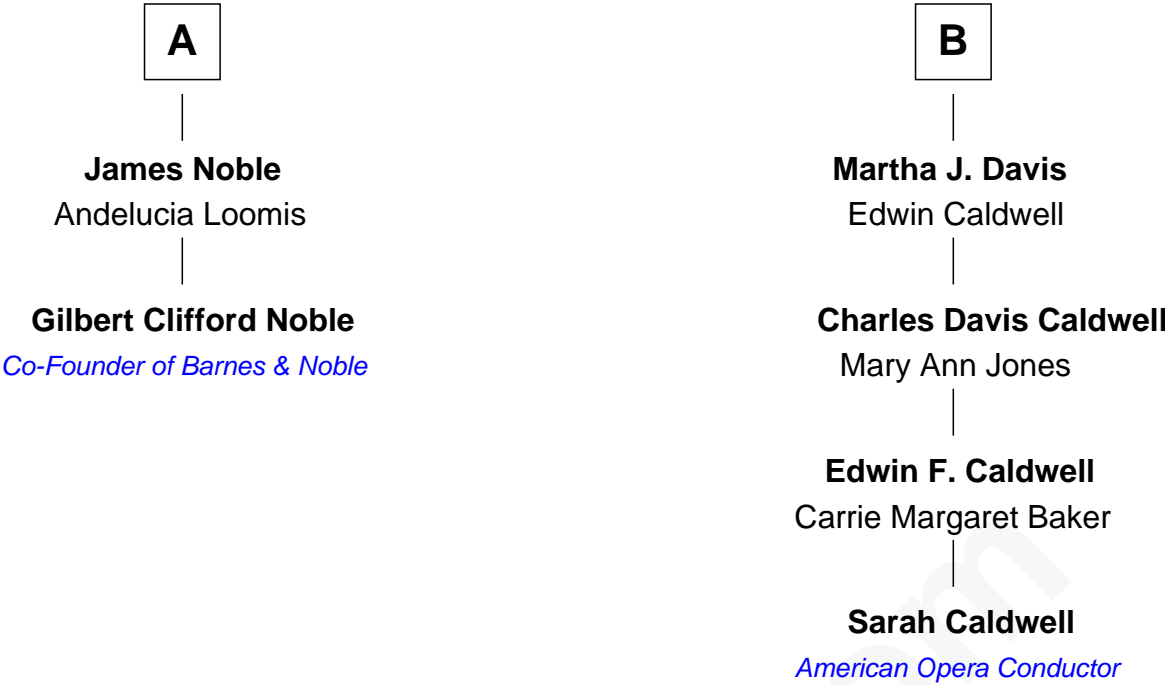 A
James Noble
Andelucia Loomis
Gilbert Clifford Noble
Co-Founder of Barnes & Noble
B
Martha J. Davis
Edwin Caldwell
Charles Davis Caldwell
Mary Ann Jones
Edwin F. Caldwell
Carrie Margaret Baker
Sarah Caldwell
American Opera Conductor